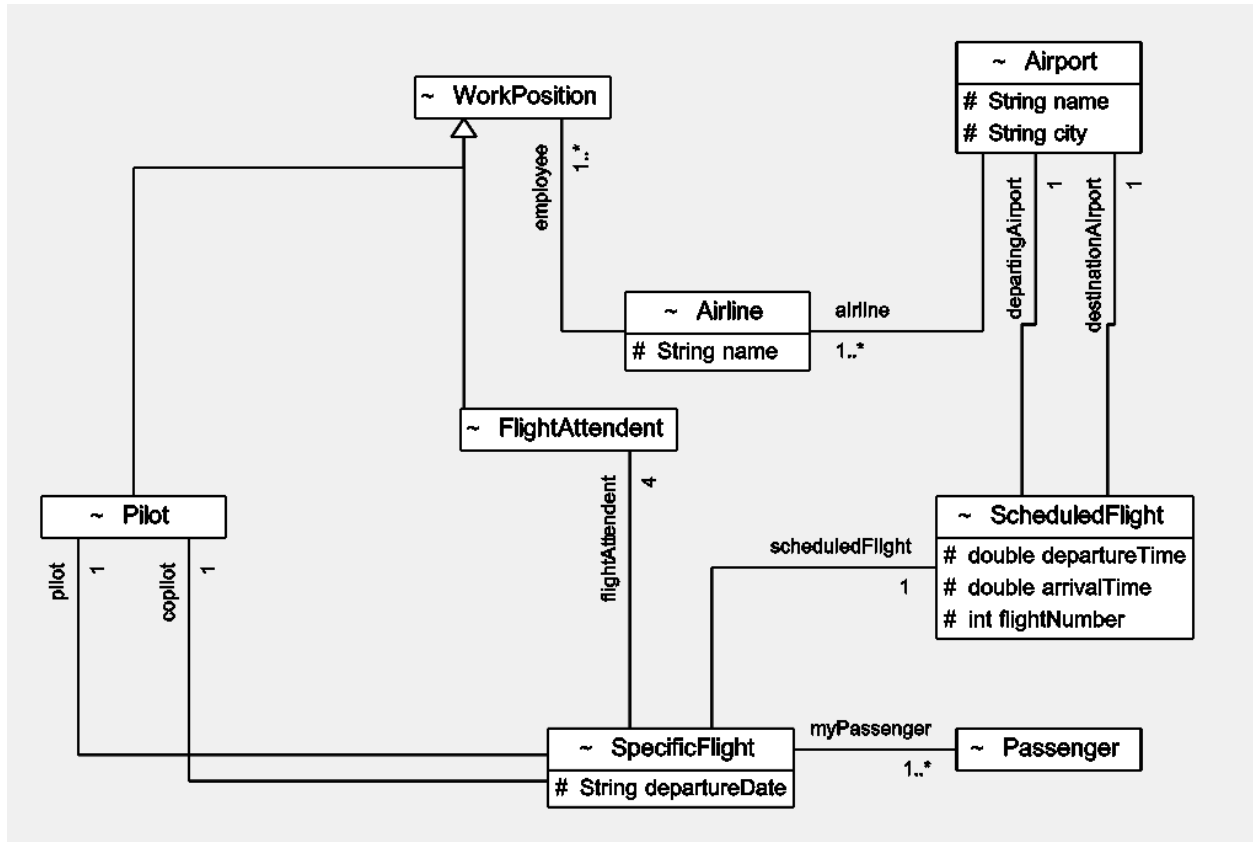 ~ WorkPosition
~ Airport
# String name
# String city
employee
1..*
departingAirport
1
destinationAirport
1
~ Airline
# String name
airline
1..*
~ FlightAttendent
flightAttendent
4
~ Pilot
pilot
1
copilot
1
~ ScheduledFlight
# double departureTime
# double arrivalTime
# int flightNumber
scheduledFlight
1
~ SpecificFlight
# String departureDate
myPassenger
1..*
~ Passenger